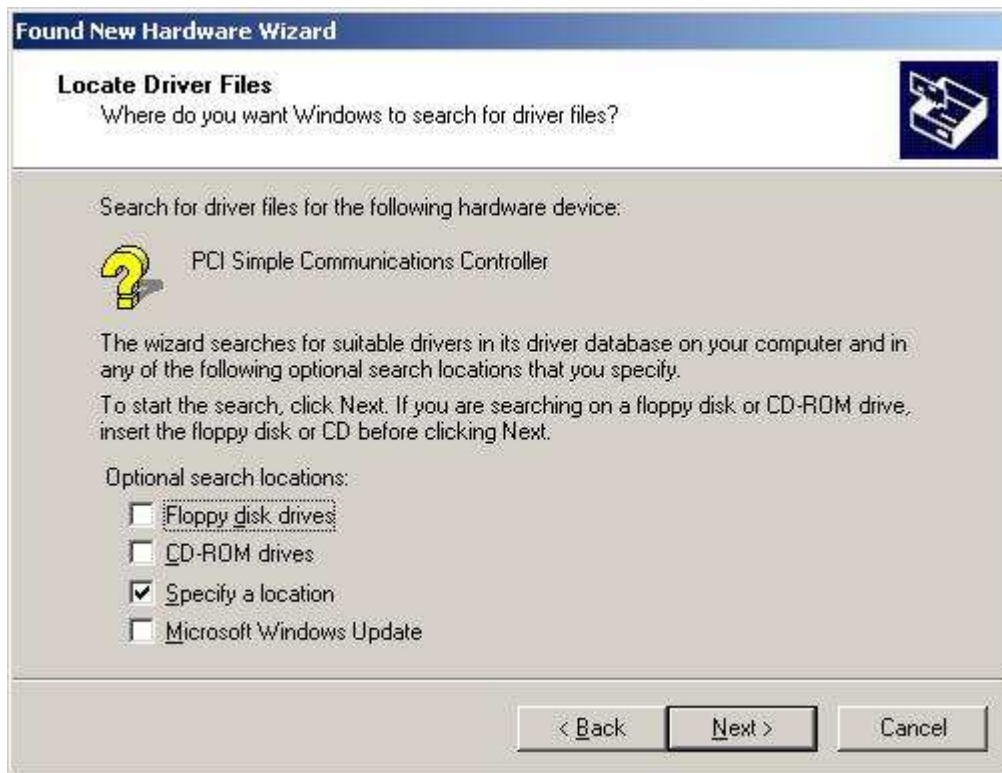 Found New Hardware Wizard
Locate Driver Files
Where do you want Windows to search for driver files?
Search for driver files for the following hardware device:
PCI Simple Communications Controller
The wizard searches for suitable drivers in its driver database on your computer and in
any of the following optional search locations that you specify.
To start the search, click Next. If you are searching on a floppy disk or CD-ROM drive,
insert the floppy disk or CD before clicking Next.
Optional search locations:
Floppy disk drives
CD-ROM drives
Specify a location
Microsoft Windows Update
< Back Next > Cancel